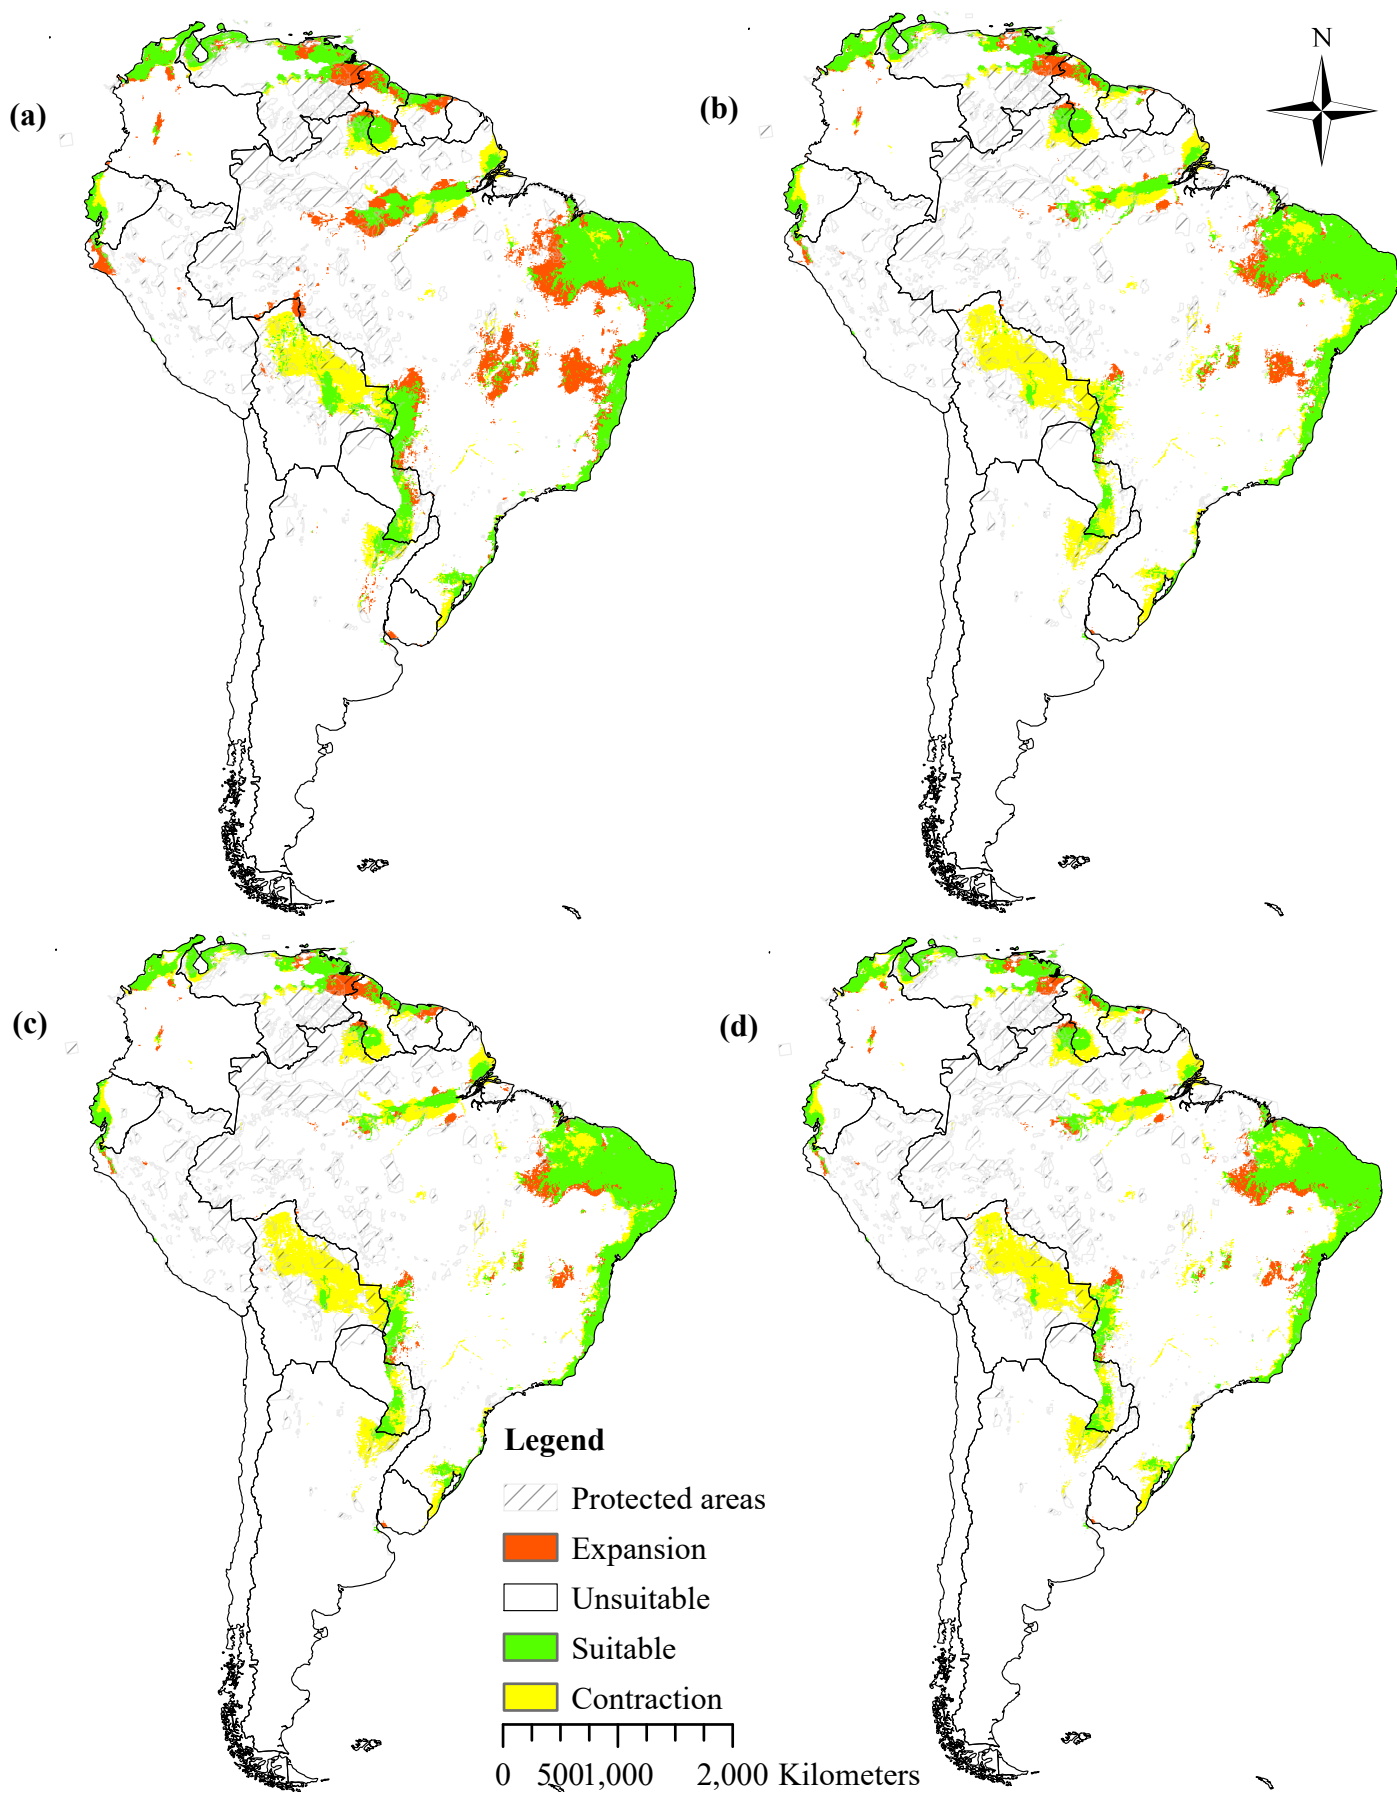 N
(a)
(b)
(c)
(d)
Legend
Protected areas
Expansion
Unsuitable
Suitable
Contraction
0 5001,000 2,000 Kilometers